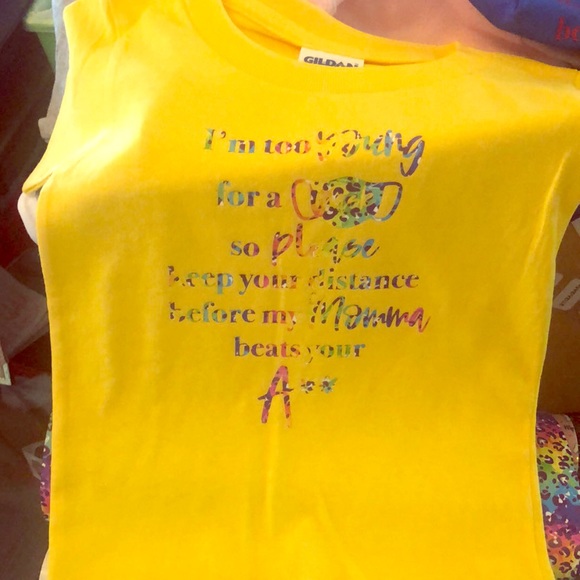 GILDAN
I'm too young
for a
so please
keep your distance
before my Momma
beats your
A**